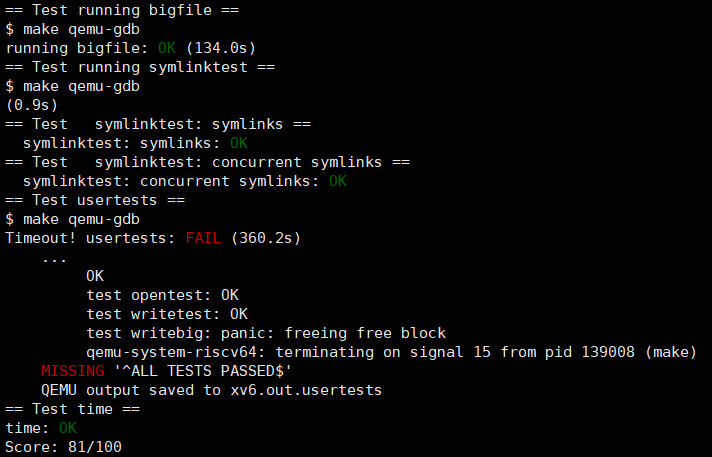 == Test running bigfile ==
$ make qemu-gdb
running bigfile: OK (134.0s)
== Test running symlinktest ==
$ make qemu-gdb
(0.9s)
== Test   symlinktest: symlinks ==
  symlinktest: symlinks: OK
== Test   symlinktest: concurrent symlinks ==
  symlinktest: concurrent symlinks: OK
== Test usertests ==
$ make qemu-gdb
Timeout! usertests: FAIL (360.2s)
    ...
         OK
         test opentest: OK
         test writetest: OK
         test writebig: panic: freeing free block
         qemu-system-riscv64: terminating on signal 15 from pid 139008 (make)
    MISSING '^ALL TESTS PASSED$'
    QEMU output saved to xv6.out.usertests
== Test time ==
time: OK
Score: 81/100